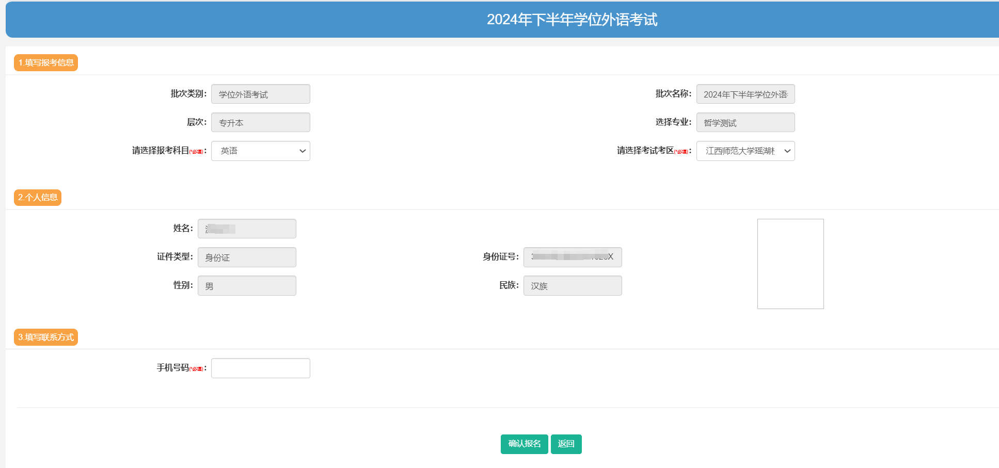 2024年下半年学位外语考试
1.填写报考信息
批次类别: 学位外语考试 批次名称: 2024年下半年学位外语
层次: 专升本 选择专业: 哲学测试
请选择报考科目(*必填): 英语 请选择考试考区(*必填): 江西师范大学瑶湖
2.个人信息
姓名:
证件类型: 身份证 身份证号: X
性别: 男 民族: 汉族
3.填写联系方式
手机号码(*必填):
确认报名 返回